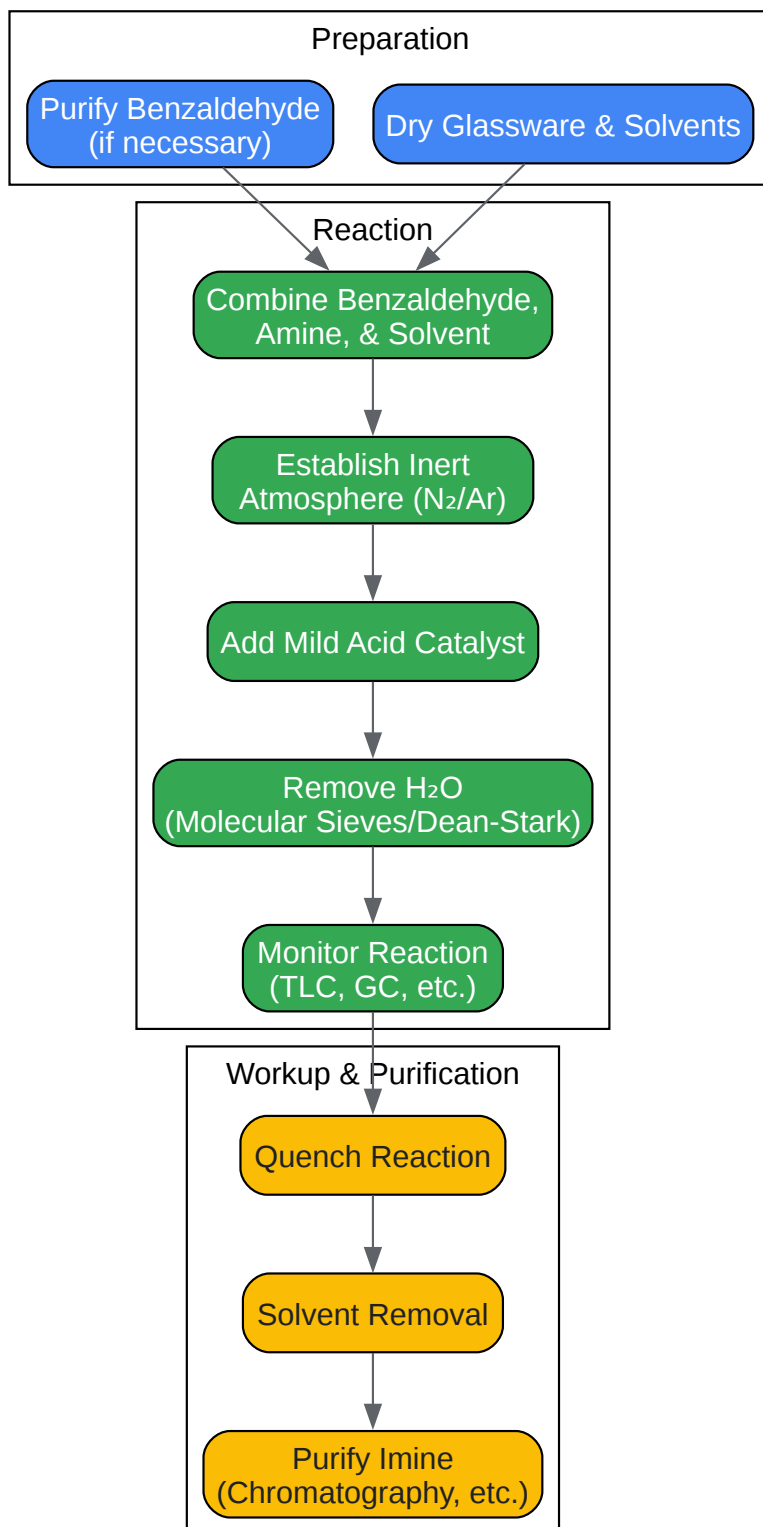 Preparation
Purify Benzaldehyde
(if necessary)
Dry Glassware & Solvents
Reaction
Combine Benzaldehyde,
Amine, & Solvent
Establish Inert
Atmosphere (N₂/Ar)
Add Mild Acid Catalyst
Remove H₂O
(Molecular Sieves/Dean-Stark)
Monitor Reaction
(TLC, GC, etc.)
Workup & Purification
Quench Reaction
Solvent Removal
Purify Imine
(Chromatography, etc.)